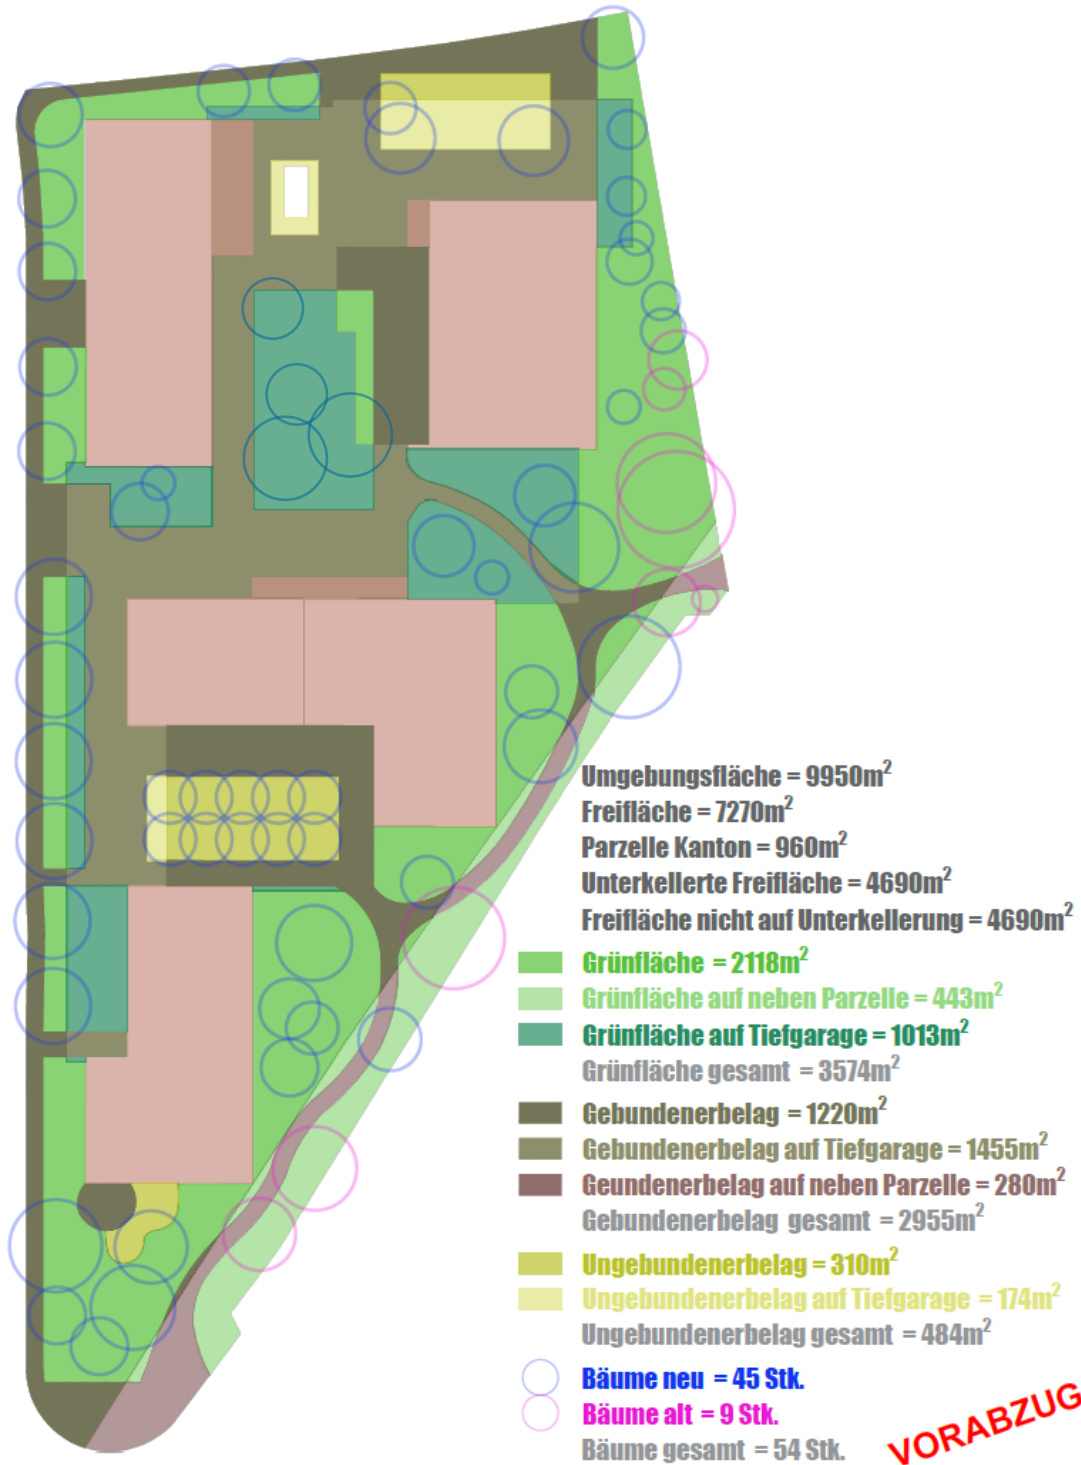 Umgebungsfläche = 9950m²
Freifläche = 7270m²
Parzelle Kanton = 960m²
Unterkellerte Freifläche = 4690m²
Freifläche nicht auf Unterkellerung = 4690m²
Grünfläche = 2118m²
Grünfläche auf neben Parzelle = 443m²
Grünfläche auf Tiefgarage = 1013m²
Grünfläche gesamt = 3574m²
Gebundenerbelag = 1220m²
Gebundenerbelag auf Tiefgarage = 1455m²
Geundenerbelag auf neben Parzelle = 280m²
Gebundenerbelag gesamt = 2955m²
Ungebundenerbelag = 310m²
Ungebundenerbelag auf Tiefgarage = 174m²
Ungebundenerbelag gesamt = 484m²
Bäume neu = 45 Stk.
Bäume alt = 9 Stk.
Bäume gesamt = 54 Stk.
VORABZUG